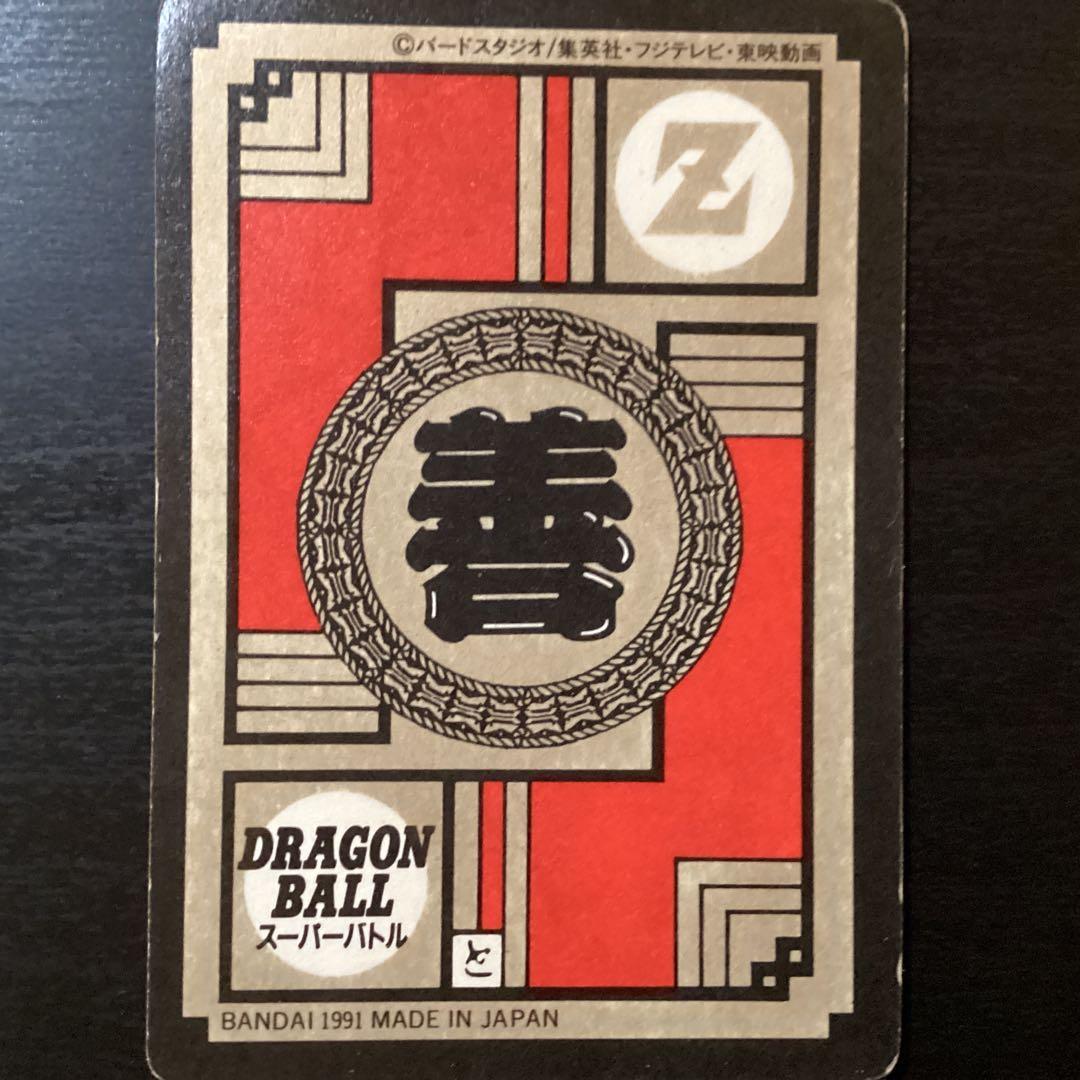 ©バードスタジオ/集英社・フジテレビ・東映動画
Z
善
DRAGON
BALL
スーパーバトル
と
BANDAI 1991 MADE IN JAPAN